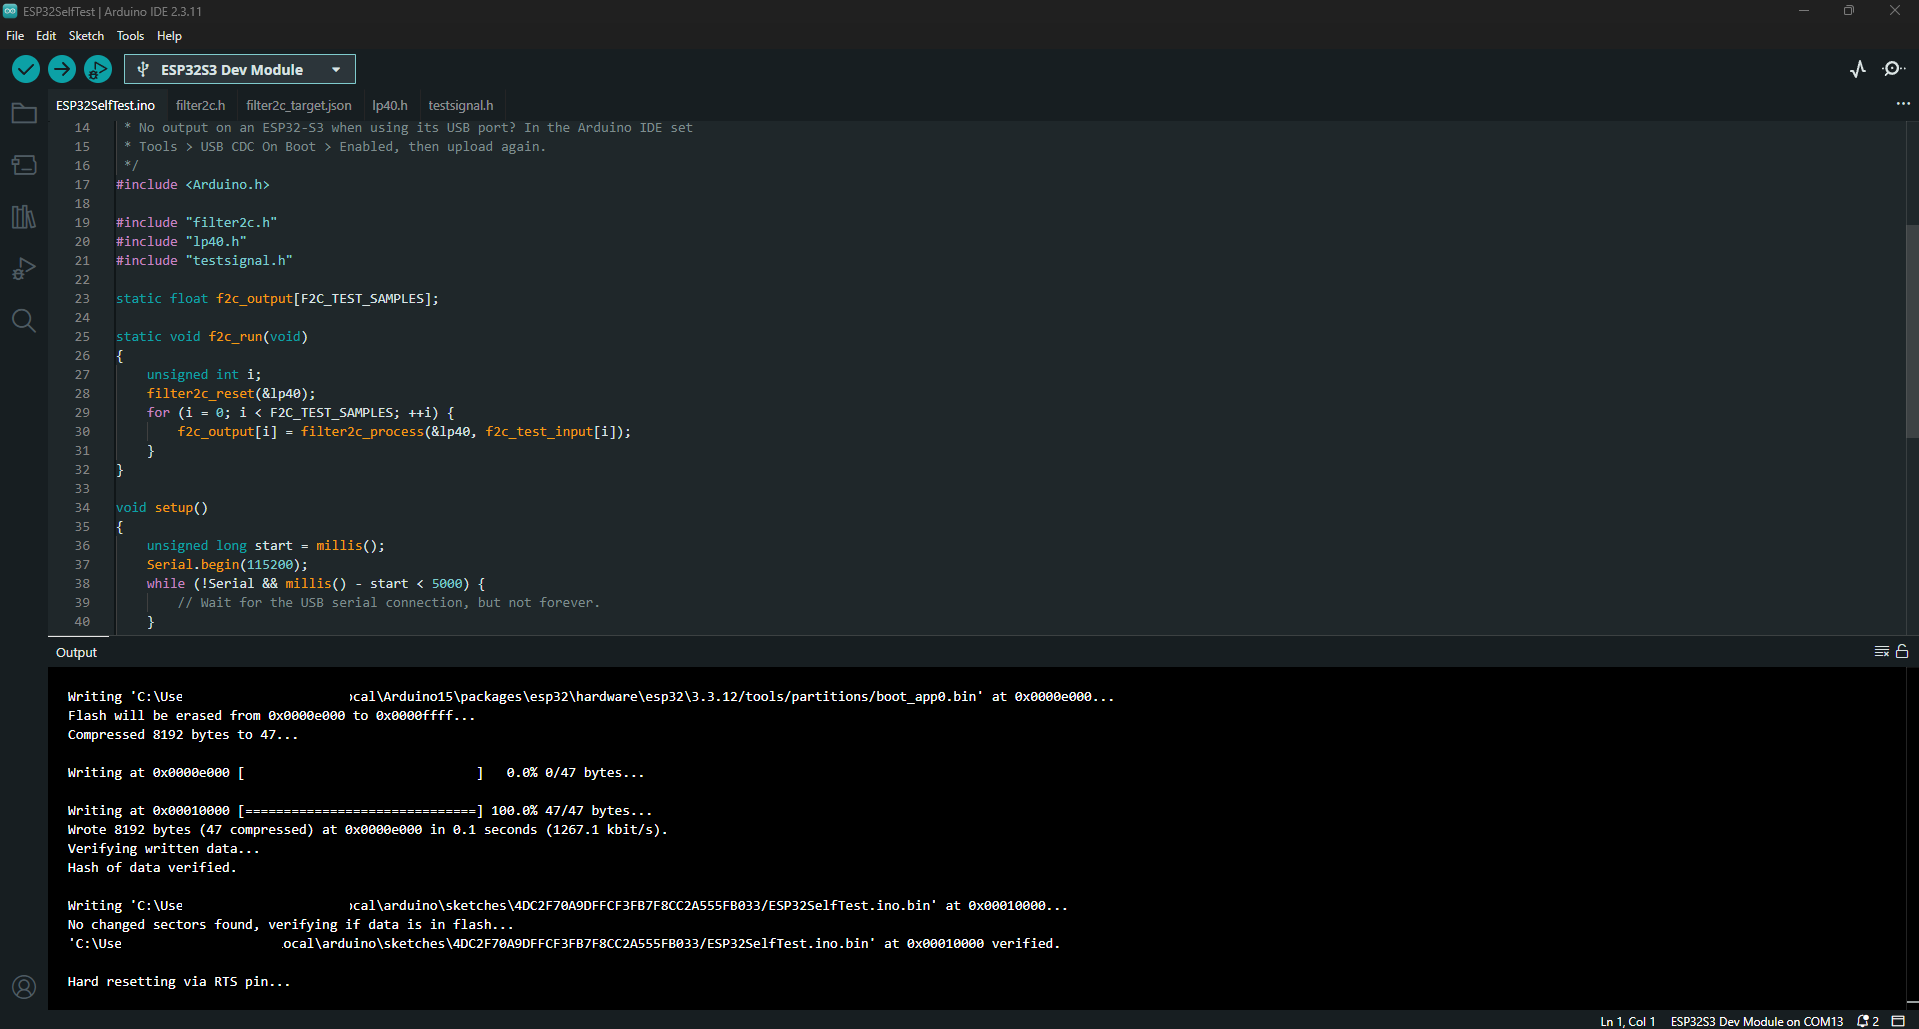 ESP32SelfTest | Arduino IDE 2.3.11
File Edit Sketch Tools Help
ESP32S3 Dev Module
ESP32SelfTest.ino filter2c.h filter2c_target.json lp40.h testsignal.h
14 * No output on an ESP32-S3 when using its USB port? In the Arduino IDE set
15 * Tools > USB CDC On Boot > Enabled, then upload again.
16 */
17 #include <Arduino.h>
18
19 #include "filter2c.h"
20 #include "lp40.h"
21 #include "testsignal.h"
22
23 static float f2c_output[F2C_TEST_SAMPLES];
24
25 static void f2c_run(void)
26 {
27 unsigned int i;
28 filter2c_reset(&lp40);
29 for (i = 0; i < F2C_TEST_SAMPLES; ++i) {
30 f2c_output[i] = filter2c_process(&lp40, f2c_test_input[i]);
31 }
32 }
33
34 void setup()
35 {
36 unsigned long start = millis();
37 Serial.begin(115200);
38 while (!Serial && millis() - start < 5000) {
39 // Wait for the USB serial connection, but not forever.
40 }
Output
Writing 'C:\Use ocal\Arduino15\packages\esp32\hardware\esp32\3.3.12/tools/partitions/boot_app0.bin' at 0x0000e000...
Flash will be erased from 0x0000e000 to 0x0000ffff...
Compressed 8192 bytes to 47...
Writing at 0x0000e000 [ ] 0.0% 0/47 bytes...
Writing at 0x00010000 [==============================] 100.0% 47/47 bytes...
Wrote 8192 bytes (47 compressed) at 0x0000e000 in 0.1 seconds (1267.1 kbit/s).
Verifying written data...
Hash of data verified.
Writing 'C:\Use ocal\arduino\sketches\4DC2F70A9DFFCF3FB7F8CC2A555FB033/ESP32SelfTest.ino.bin' at 0x00010000...
No changed sectors found, verifying if data is in flash...
'C:\Use ocal\arduino\sketches\4DC2F70A9DFFCF3FB7F8CC2A555FB033/ESP32SelfTest.ino.bin' at 0x00010000 verified.
Hard resetting via RTS pin...
Ln 1, Col 1 ESP32S3 Dev Module on COM13 2